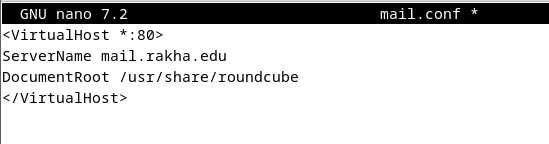 GNU nano 7.2 mail.conf *
<VirtualHost *:80>
ServerName mail.rakha.edu
DocumentRoot /usr/share/roundcube
</VirtualHost>